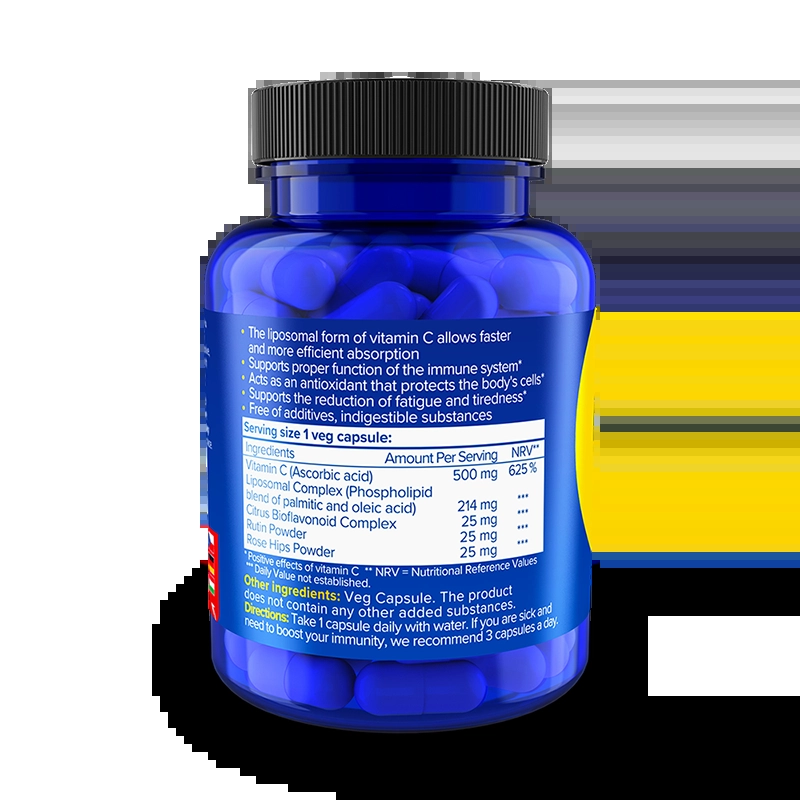 • The liposomal form of vitamin C allows faster
and more efficient absorption
• Supports proper function of the immune system*
• Acts as an antioxidant that protects the body's cells*
• Supports the reduction of fatigue and tiredness*
• Free of additives, indigestible substances
Serving size 1 veg capsule:
Ingredients Amount Per Serving NRV**
Vitamin C (Ascorbic acid) 500 mg 625 %
Liposomal Complex (Phospholipid
blend of palmitic and oleic acid) 214 mg ***
Citrus Bioflavonoid Complex 25 mg ***
Rutin Powder 25 mg ***
Rose Hips Powder 25 mg ***
* Positive effects of vitamin C ** NRV = Nutritional Reference Values
*** Daily Value not established.
Other ingredients: Veg Capsule. The product
does not contain any other added substances.
Directions: Take 1 capsule daily with water. If you are sick and
need to boost your immunity, we recommend 3 capsules a day.